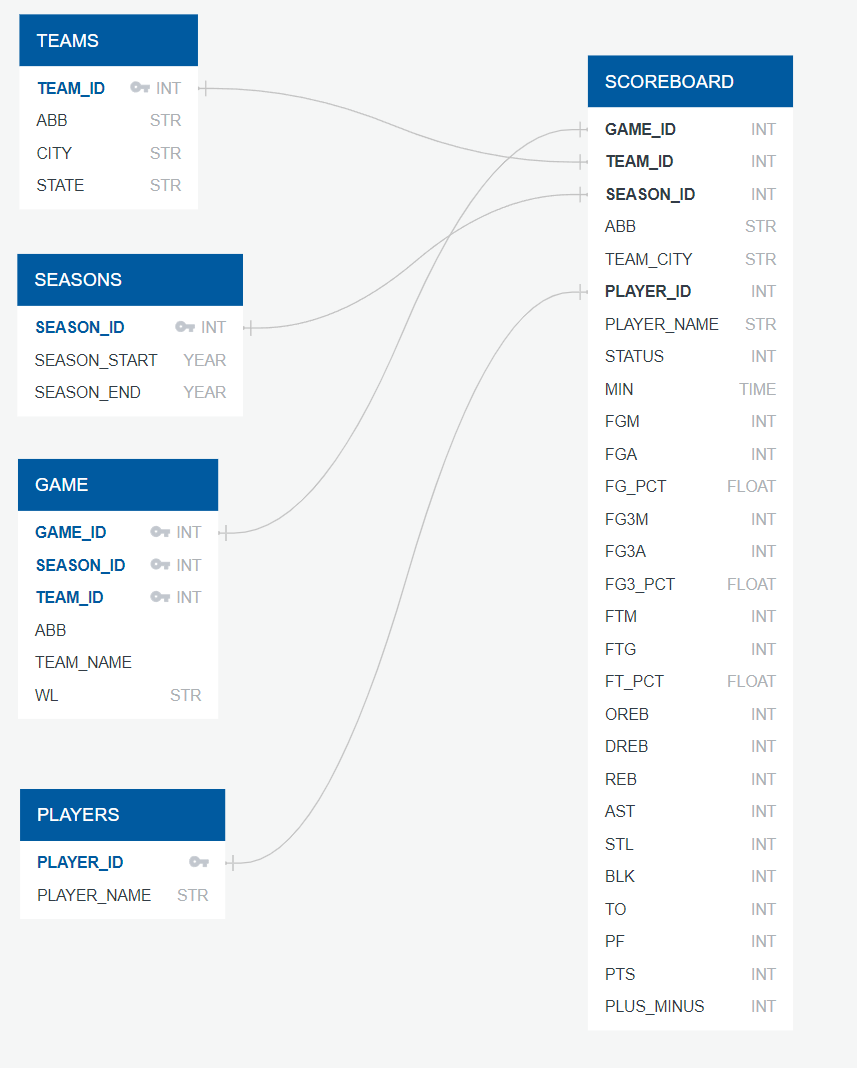 TEAMS
TEAM_ID INT
ABB STR
CITY STR
STATE STR
SEASONS
SEASON_ID INT
SEASON_START YEAR
SEASON_END YEAR
GAME
GAME_ID INT
SEASON_ID INT
TEAM_ID INT
ABB
TEAM_NAME
WL STR
PLAYERS
PLAYER_ID
PLAYER_NAME STR
SCOREBOARD
GAME_ID INT
TEAM_ID INT
SEASON_ID INT
ABB STR
TEAM_CITY STR
PLAYER_ID INT
PLAYER_NAME STR
STATUS INT
MIN TIME
FGM INT
FGA INT
FG_PCT FLOAT
FG3M INT
FG3A INT
FG3_PCT FLOAT
FTM INT
FTG INT
FT_PCT FLOAT
OREB INT
DREB INT
REB INT
AST INT
STL INT
BLK INT
TO INT
PF INT
PTS INT
PLUS_MINUS INT